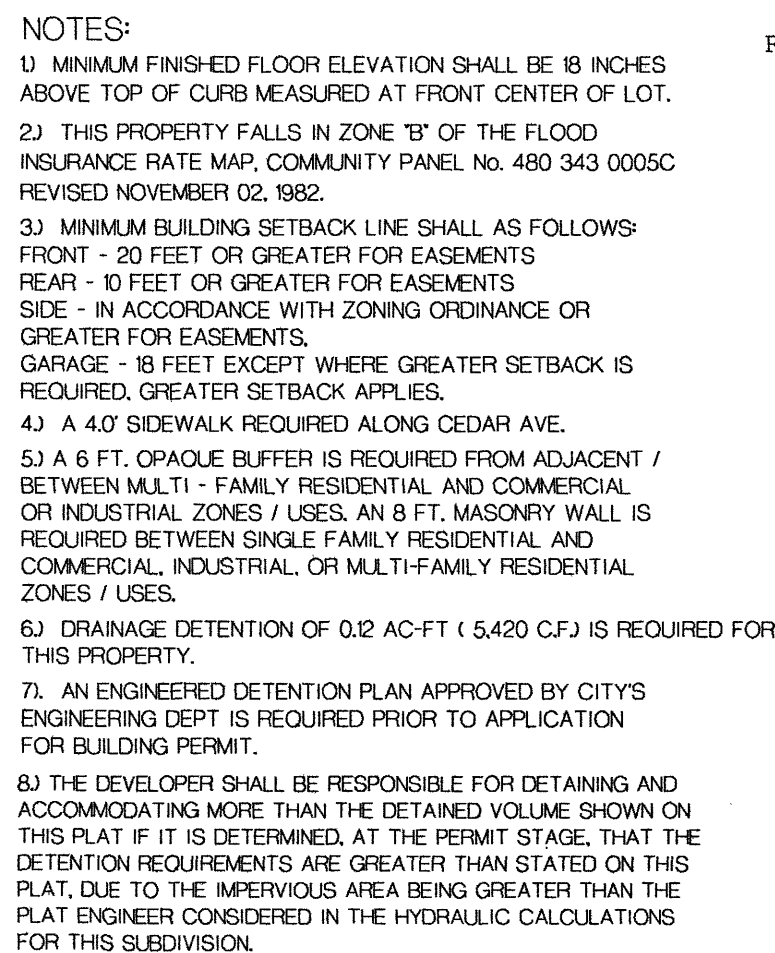 NOTES:
F
1.) MINIMUM FINISHED FLOOR ELEVATION SHALL BE 18 INCHES
ABOVE TOP OF CURB MEASURED AT FRONT CENTER OF LOT.
2.) THIS PROPERTY FALLS IN ZONE "B" OF THE FLOOD
INSURANCE RATE MAP, COMMUNITY PANEL No. 480 343 0005C
REVISED NOVEMBER 02, 1982.
3.) MINIMUM BUILDING SETBACK LINE SHALL AS FOLLOWS:
FRONT - 20 FEET OR GREATER FOR EASEMENTS
REAR - 10 FEET OR GREATER FOR EASEMENTS
SIDE - IN ACCORDANCE WITH ZONING ORDINANCE OR
GREATER FOR EASEMENTS.
GARAGE - 18 FEET EXCEPT WHERE GREATER SETBACK IS
REQUIRED, GREATER SETBACK APPLIES.
4.) A 4.0' SIDEWALK REQUIRED ALONG CEDAR AVE.
5.) A 6 FT. OPAQUE BUFFER IS REQUIRED FROM ADJACENT /
BETWEEN MULTI - FAMILY RESIDENTIAL AND COMMERCIAL
OR INDUSTRIAL ZONES / USES. AN 8 FT. MASONRY WALL IS
REQUIRED BETWEEN SINGLE FAMILY RESIDENTIAL AND
COMMERCIAL, INDUSTRIAL, OR MULTI-FAMILY RESIDENTIAL
ZONES / USES.
6.) DRAINAGE DETENTION OF 0.12 AC-FT ( 5,420 C.F.) IS REQUIRED FOR
THIS PROPERTY.
7). AN ENGINEERED DETENTION PLAN APPROVED BY CITY'S
ENGINEERING DEPT IS REQUIRED PRIOR TO APPLICATION
FOR BUILDING PERMIT.
8.) THE DEVELOPER SHALL BE RESPONSIBLE FOR DETAINING AND
ACCOMMODATING MORE THAN THE DETAINED VOLUME SHOWN ON
THIS PLAT IF IT IS DETERMINED, AT THE PERMIT STAGE, THAT THE
DETENTION REQUIREMENTS ARE GREATER THAN STATED ON THIS
PLAT, DUE TO THE IMPERVIOUS AREA BEING GREATER THAN THE
PLAT ENGINEER CONSIDERED IN THE HYDRAULIC CALCULATIONS
FOR THIS SUBDIVISION.